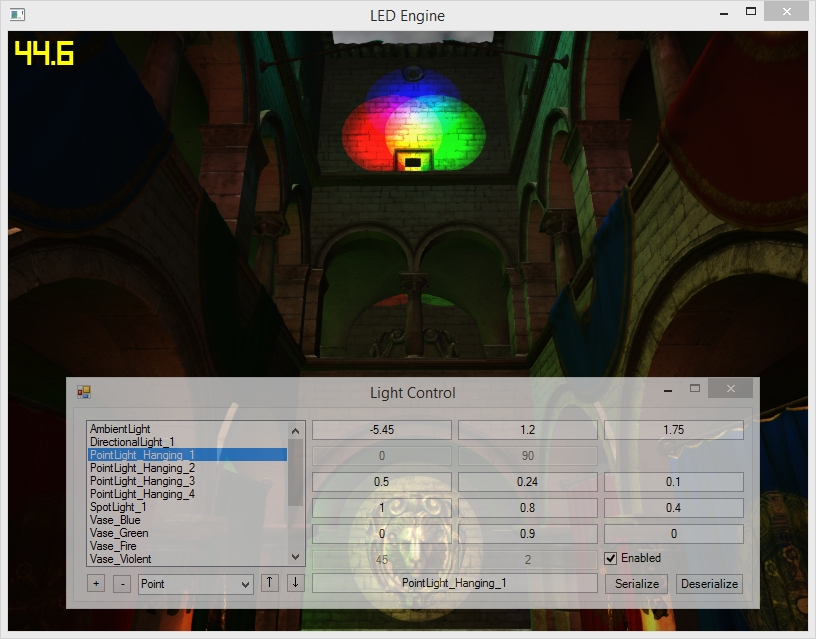 LED Engine
44.6
Light Control
AmbientLight
DirectionalLight_1
PointLight_Hanging_1
PointLight_Hanging_2
PointLight_Hanging_3
PointLight_Hanging_4
SpotLight_1
Vase_Blue
Vase_Green
Vase_Fire
Vase_Violent
-5.45 1.2 1.75
0 90
0.5 0.24 0.1
1 0.8 0.4
0 0.9 0
45 2 Enabled
+ - Point ↑ ↓ PointLight_Hanging_1 Serialize Deserialize